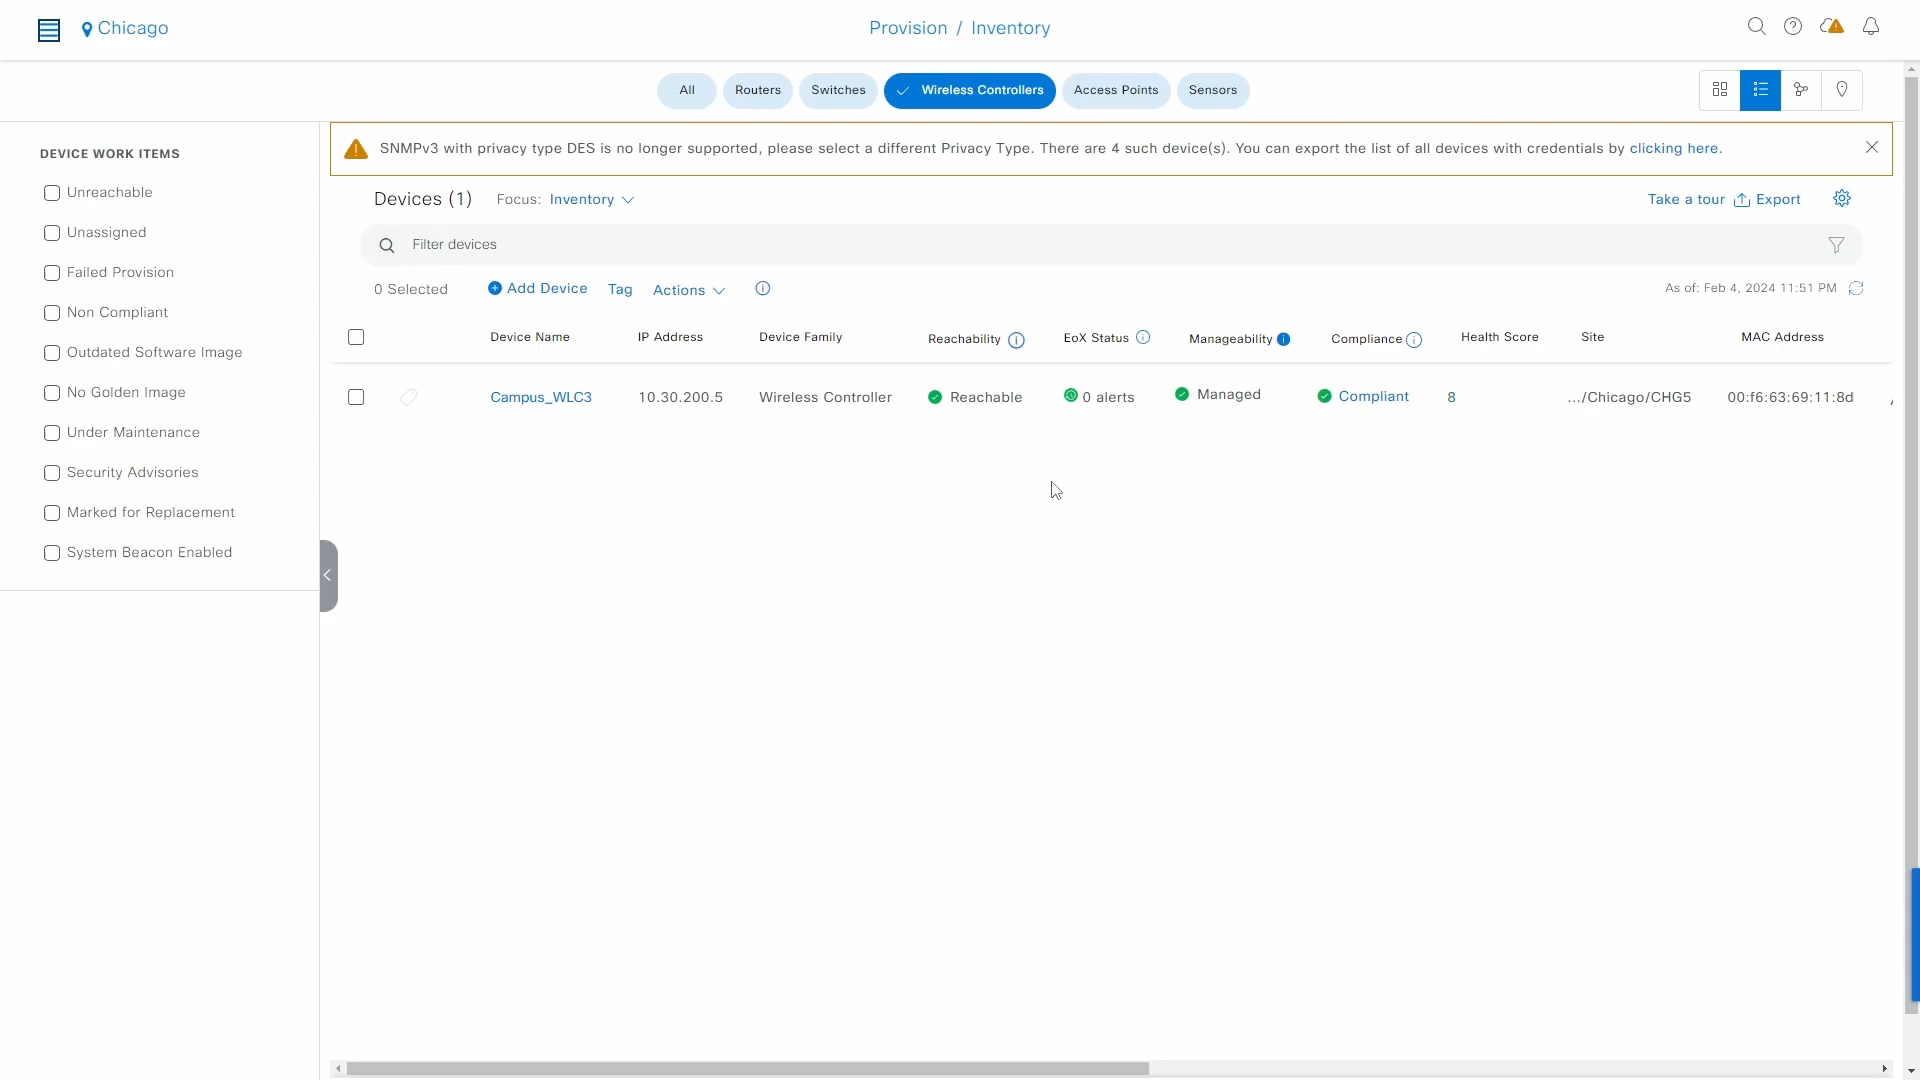 Chicago
Provision / Inventory
All
Routers
Switches
Wireless Controllers
Access Points
Sensors
DEVICE WORK ITEMS
Unreachable
Unassigned
Failed Provision
Non Compliant
Outdated Software Image
No Golden Image
Under Maintenance
Security Advisories
Marked for Replacement
System Beacon Enabled
SNMPv3 with privacy type DES is no longer supported, please select a different Privacy Type. There are 4 such device(s). You can export the list of all devices with credentials by clicking here.
Devices (1) Focus: Inventory
Take a tour Export
Filter devices
0 Selected Add Device Tag Actions
As of: Feb 4, 2024 11:51 PM
Device Name IP Address Device Family Reachability EoX Status Manageability Compliance Health Score Site MAC Address
Campus_WLC3 10.30.200.5 Wireless Controller Reachable 0 alerts Managed Compliant 8 .../Chicago/CHG5 00:f6:63:69:11:8d